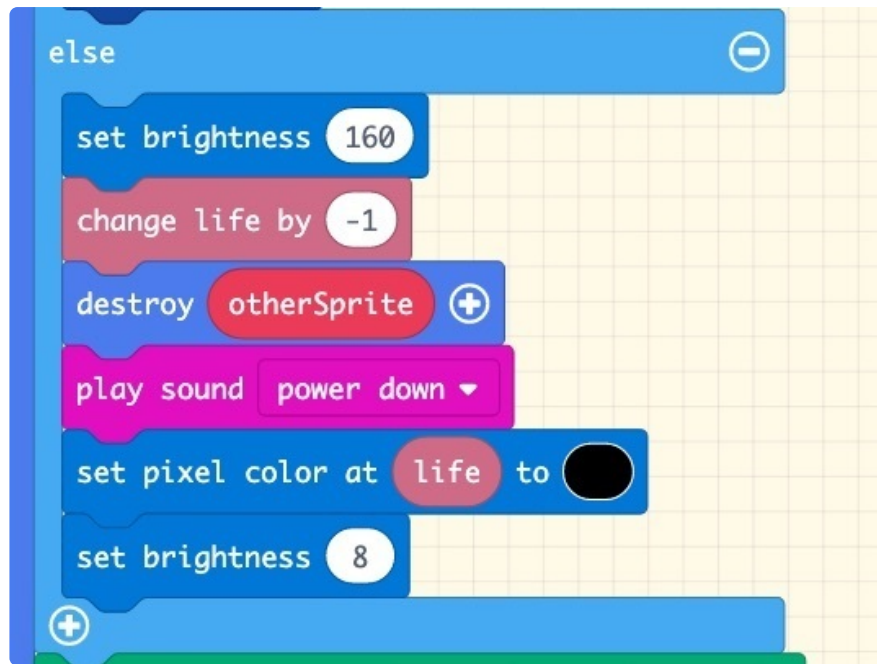 else
set brightness 160
change life by -1
destroy otherSprite
play sound power down
set pixel color at life to
set brightness 8